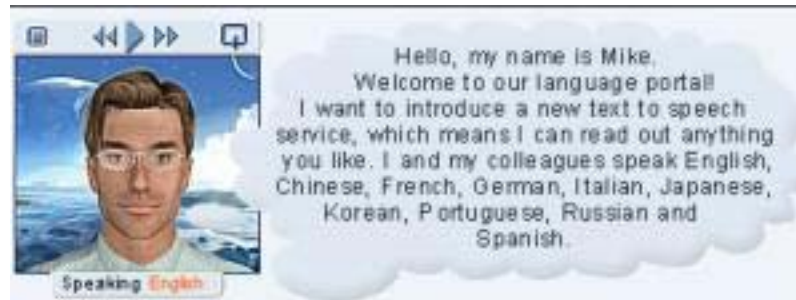 Hello, my name is Mike.
Welcome to our language portal!
I want to introduce a new text to speech
service, which means I can read out anything
you like. I and my colleagues speak English,
Chinese, French, German, Italian, Japanese,
Korean, Portuguese, Russian and
Spanish.
Speaking English